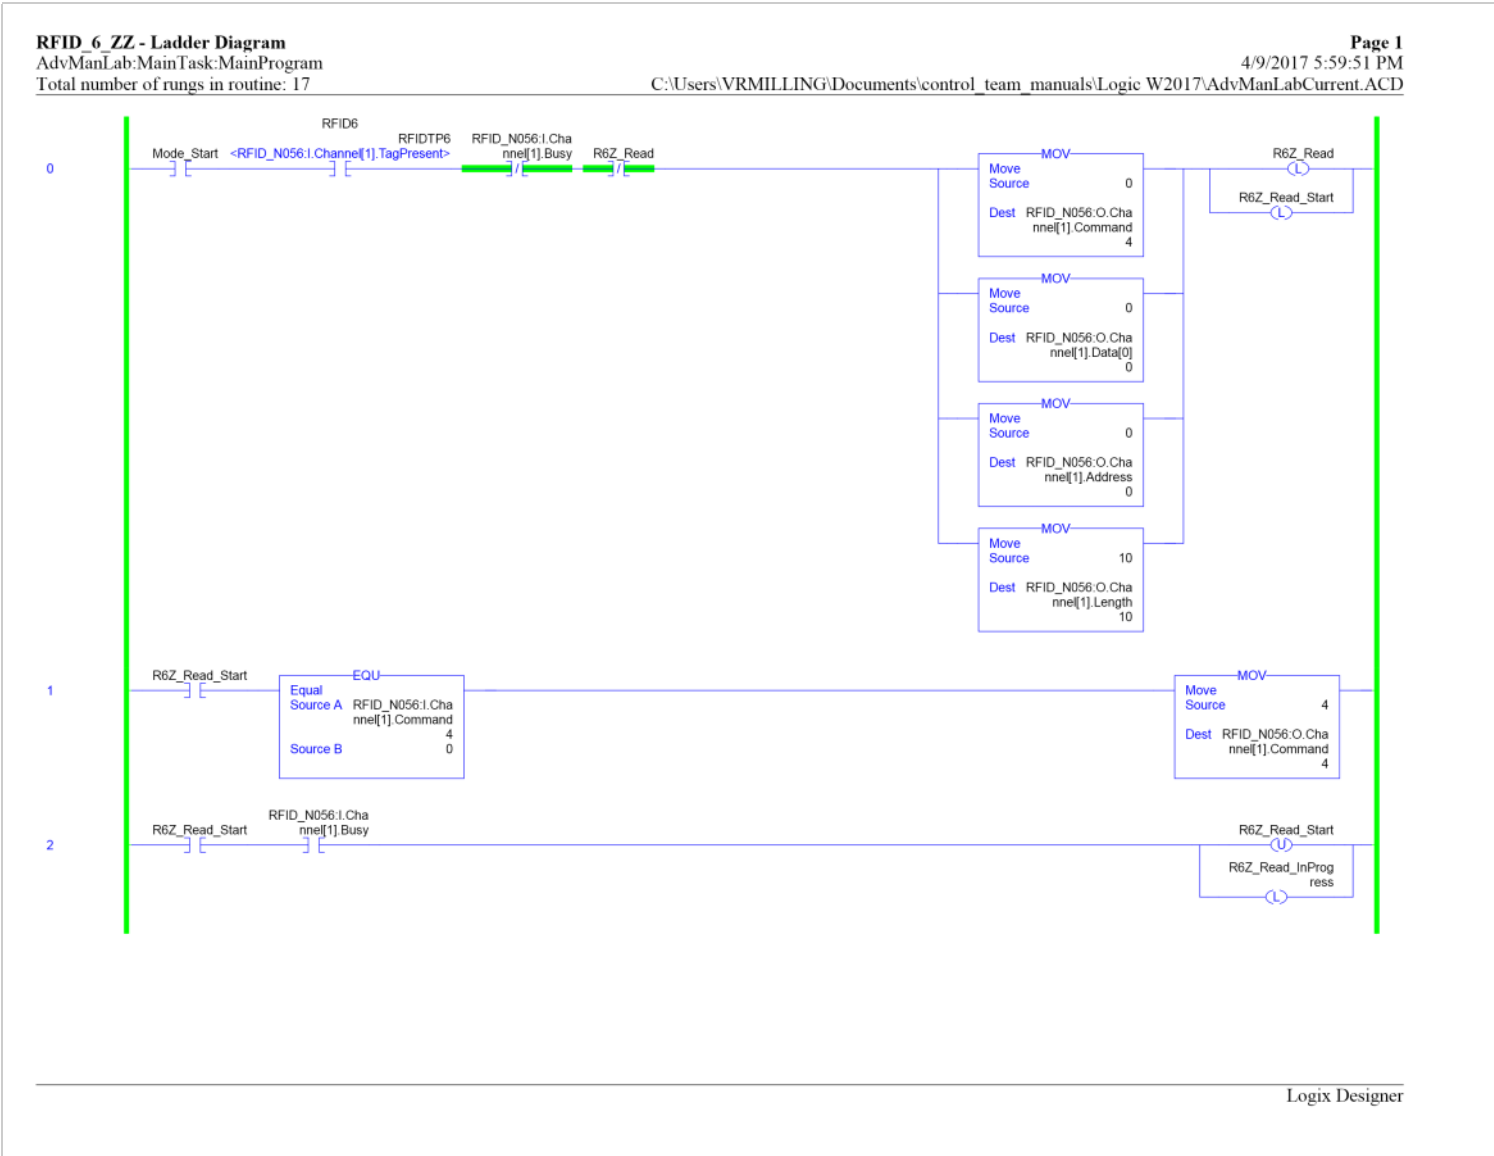 RFID_6_ZZ - Ladder Diagram
Page 1
AdvManLab:MainTask:MainProgram
4/9/2017 5:59:51 PM
Total number of rungs in routine: 17
C:\Users\VRMILLING\Documents\control_team_manuals\Logic W2017\AdvManLabCurrent.ACD
0
Mode_Start
RFID6
RFIDTP6
<RFID_N056:I.Channel[1].TagPresent>
RFID_N056:I.Cha
nnel[1].Busy
/
R6Z_Read
/
MOV
Move
Source 0
Dest RFID_N056:O.Cha
nnel[1].Command
4
R6Z_Read
L
R6Z_Read_Start
L
MOV
Move
Source 0
Dest RFID_N056:O.Cha
nnel[1].Data[0]
0
MOV
Move
Source 0
Dest RFID_N056:O.Cha
nnel[1].Address
0
MOV
Move
Source 10
Dest RFID_N056:O.Cha
nnel[1].Length
10
1
R6Z_Read_Start
EQU
Equal
Source A RFID_N056:I.Cha
nnel[1].Command
4
Source B 0
MOV
Move
Source 4
Dest RFID_N056:O.Cha
nnel[1].Command
4
2
R6Z_Read_Start
RFID_N056:I.Cha
nnel[1].Busy
R6Z_Read_Start
U
R6Z_Read_InProg
ress
L
Logix Designer